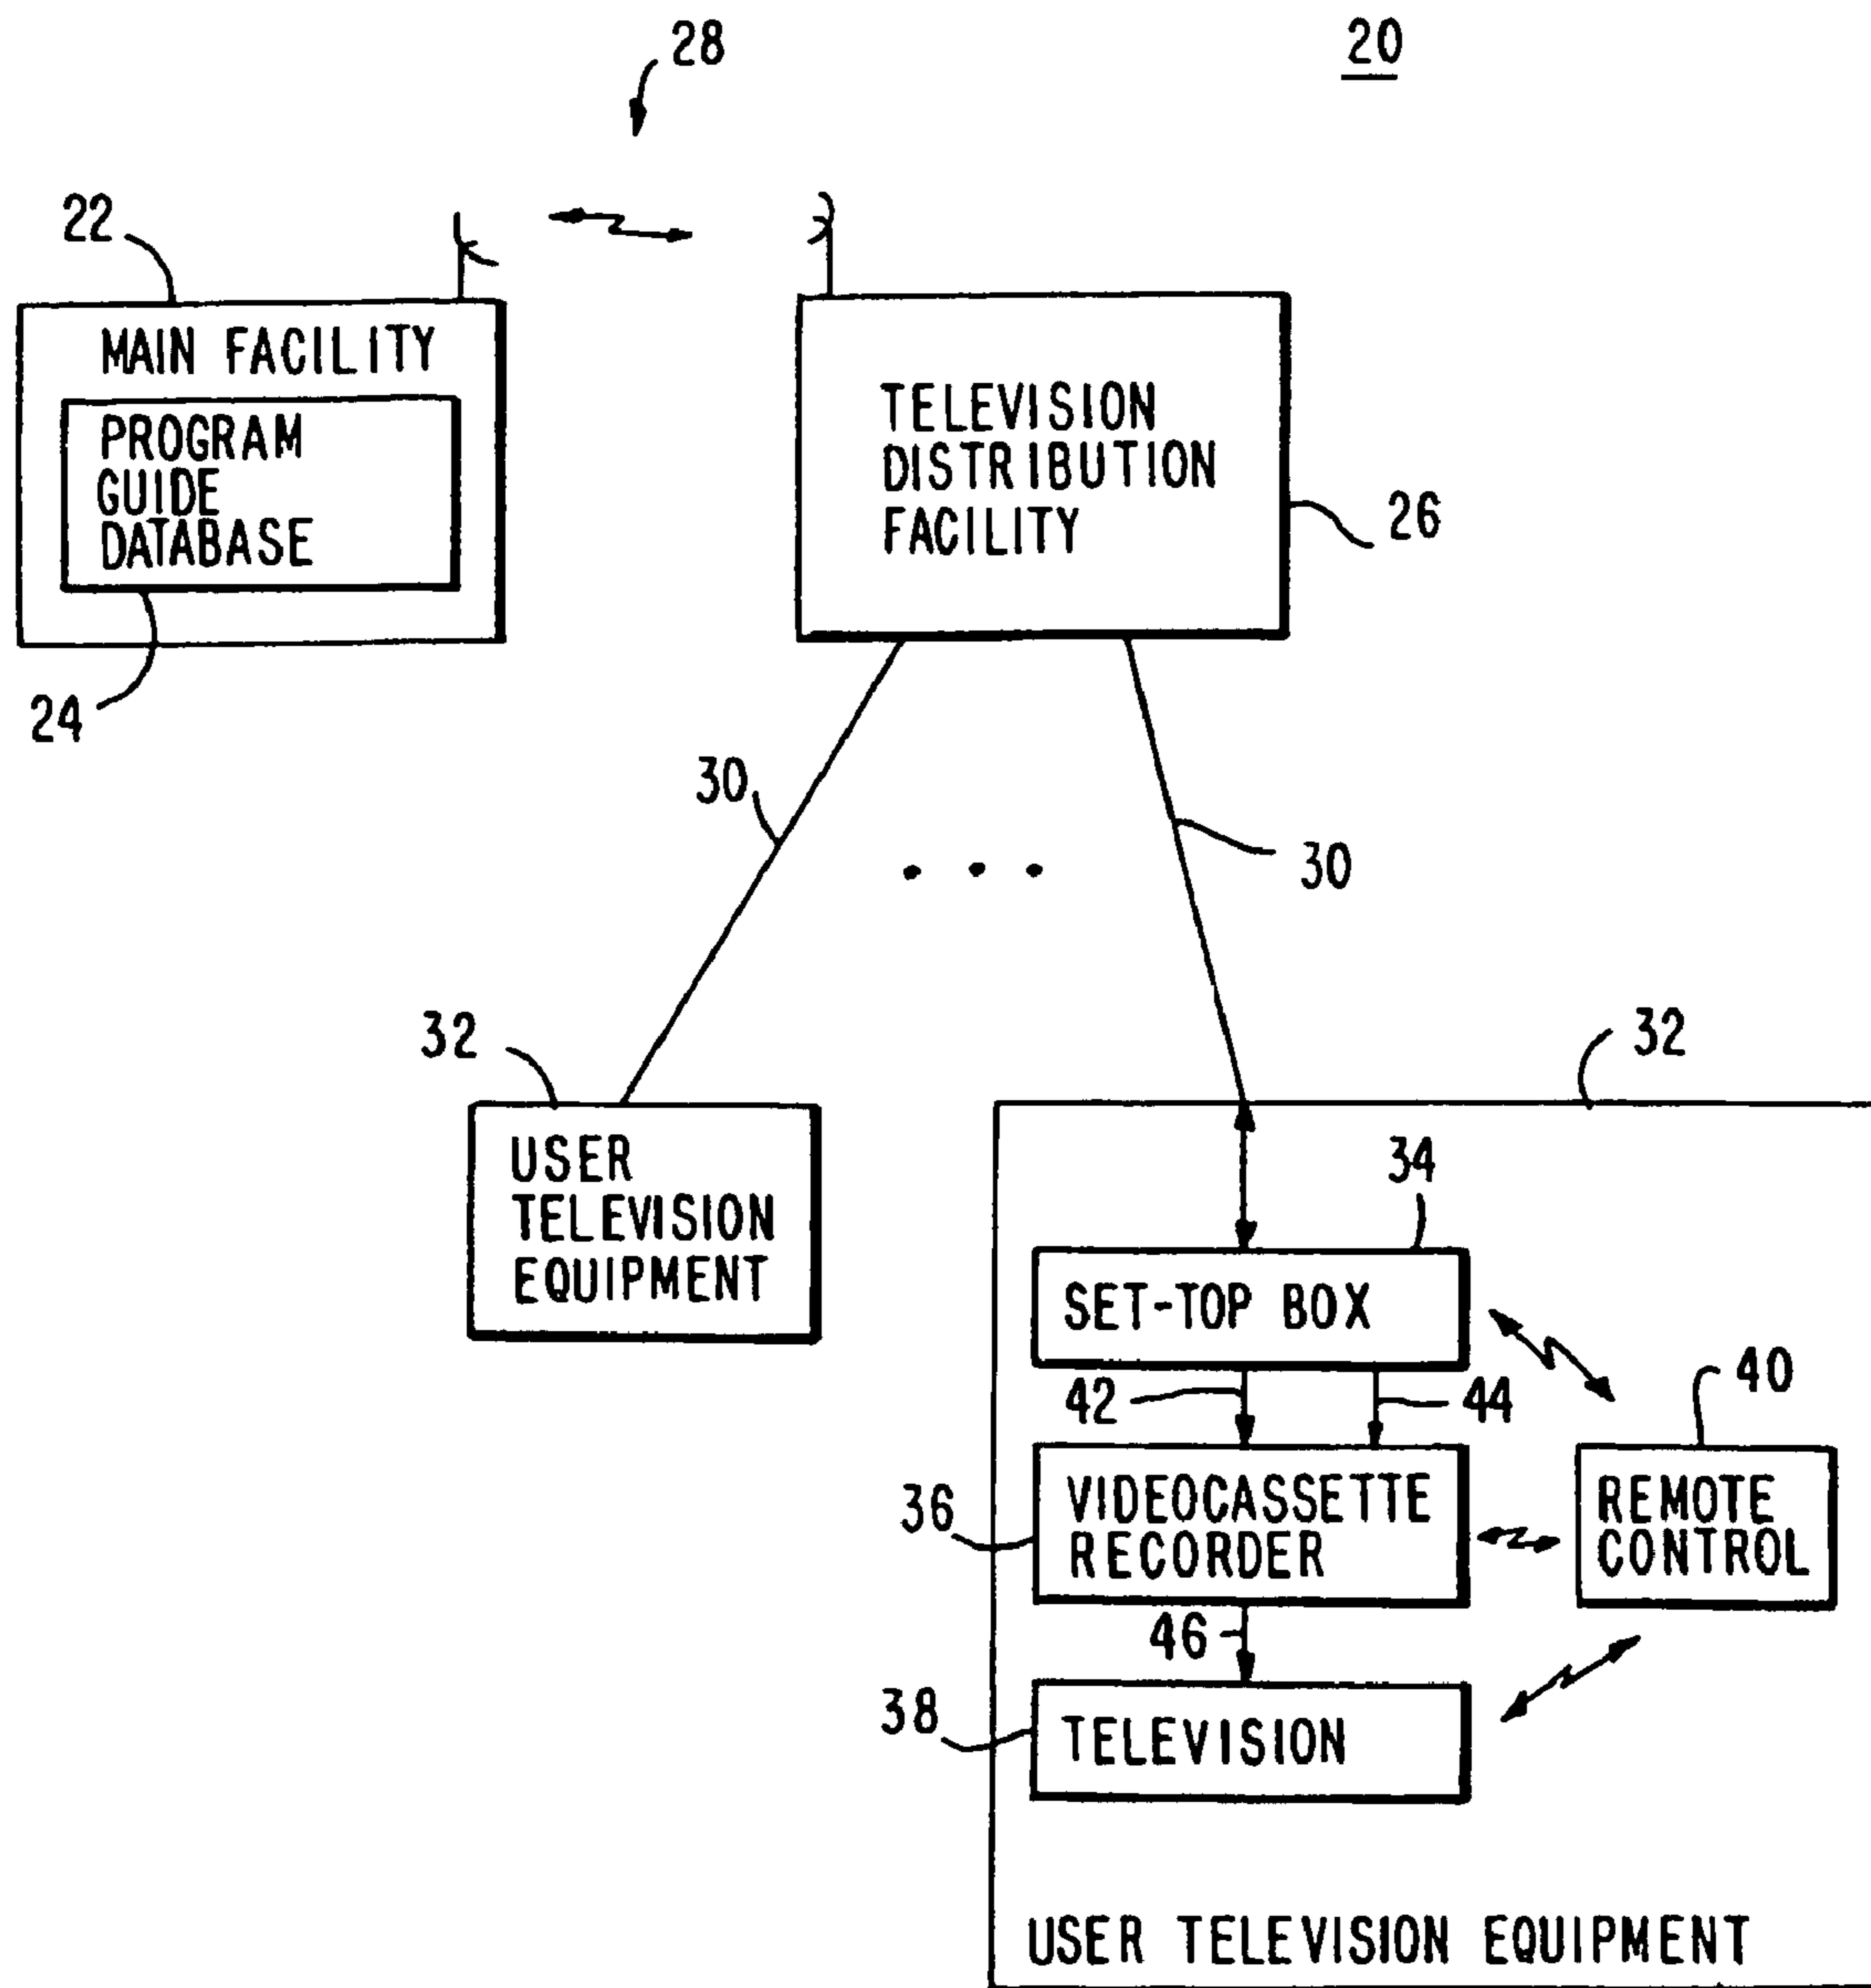 28
20
22
MAIN FACILITY
PROGRAM
GUIDE
DATABASE
24
TELEVISION
DISTRIBUTION
FACILITY
26
30
30
32
USER
TELEVISION
EQUIPMENT
32
34
SET-TOP BOX
42
44
40
36
VIDEOCASSETTE
RECORDER
REMOTE
CONTROL
46
38
TELEVISION
USER TELEVISION EQUIPMENT